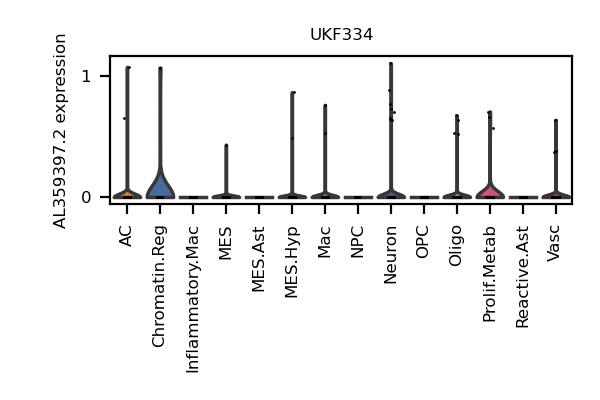 UKF334
AL359397.2 expression
1
0
AC
Chromatin.Reg
Inflammatory.Mac
MES
MES.Ast
MES.Hyp
Mac
NPC
Neuron
OPC
Oligo
Prolif.Metab
Reactive.Ast
Vasc